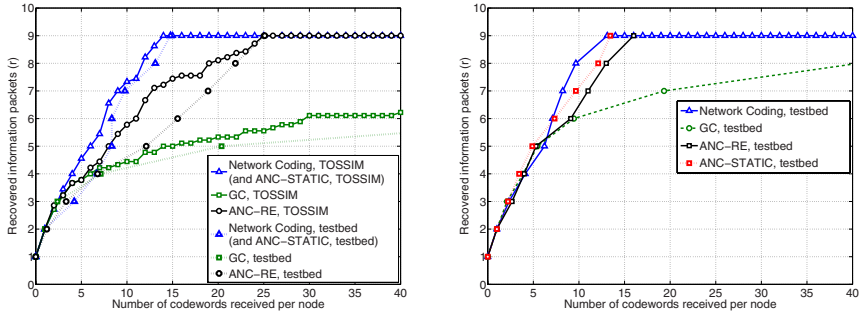 10
9
8
7
6
5
4
3
2
1
0
0 5 10 15 20 25 30 35 40
Recovered information packets (r)
Number of codewords received per node
Network Coding, TOSSIM
(and ANC−STATIC, TOSSIM)
GC, TOSSIM
ANC−RE, TOSSIM
Network Coding, testbed
(and ANC−STATIC, testbed)
GC, testbed
ANC−RE, testbed
10
9
8
7
6
5
4
3
2
1
0
0 5 10 15 20 25 30 35 40
Recovered information packets (r)
Number of codewords received per node
Network Coding, testbed
GC, testbed
ANC−RE, testbed
ANC−STATIC, testbed